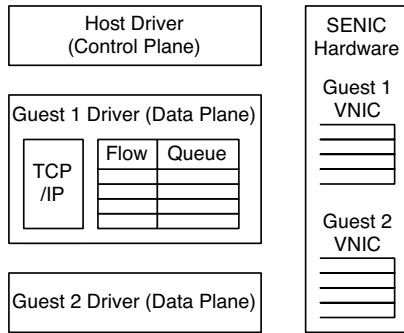 Host Driver
(Control Plane)
Guest 1 Driver (Data Plane)
TCP
/IP
Flow Queue
Guest 2 Driver (Data Plane)
SENIC
Hardware
Guest 1
VNIC
Guest 2
VNIC